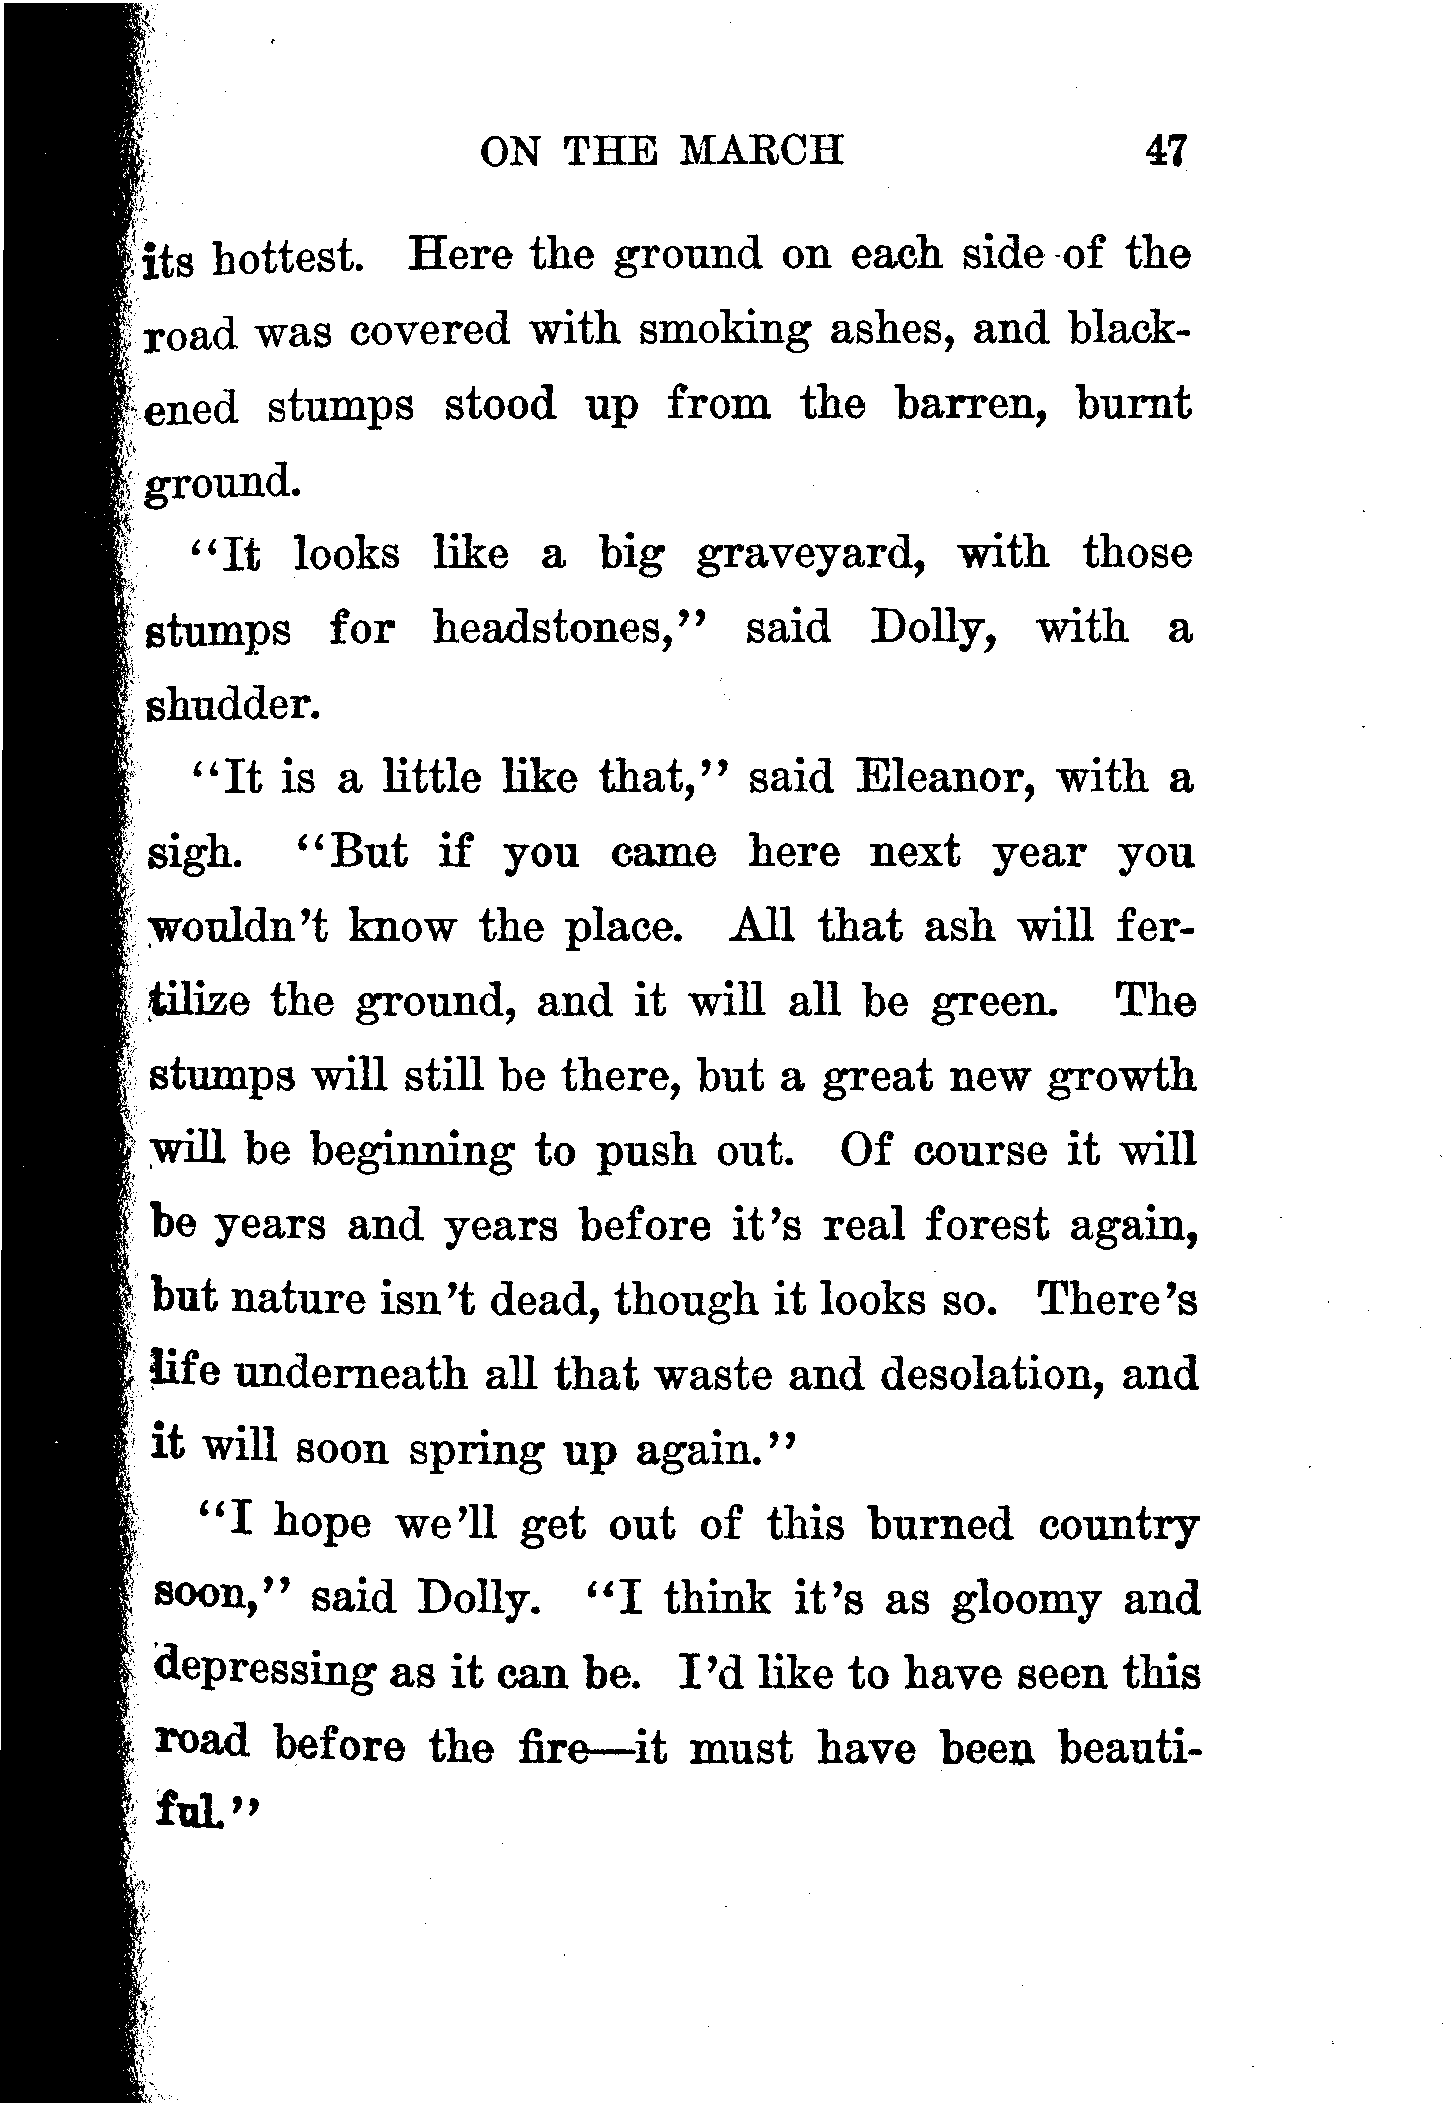 ON THE MARCH 47
its hottest. Here the ground on each side of the
road was covered with smoking ashes, and black-
ened stumps stood up from the barren, burnt
ground.
"It looks like a big graveyard, with those
stumps for headstones," said Dolly, with a
shudder.
"It is a little like that," said Eleanor, with a
sigh. "But if you came here next year you
wouldn't know the place. All that ash will fer-
tilize the ground, and it will all be green. The
stumps will still be there, but a great new growth
will be beginning to push out. Of course it will
be years and years before it's real forest again,
but nature isn't dead, though it looks so. There's
life underneath all that waste and desolation, and
it will soon spring up again."
"I hope we'll get out of this burned country
soon," said Dolly. "I think it's as gloomy and
depressing as it can be. I'd like to have seen this
road before the fire—it must have been beauti-
ful."